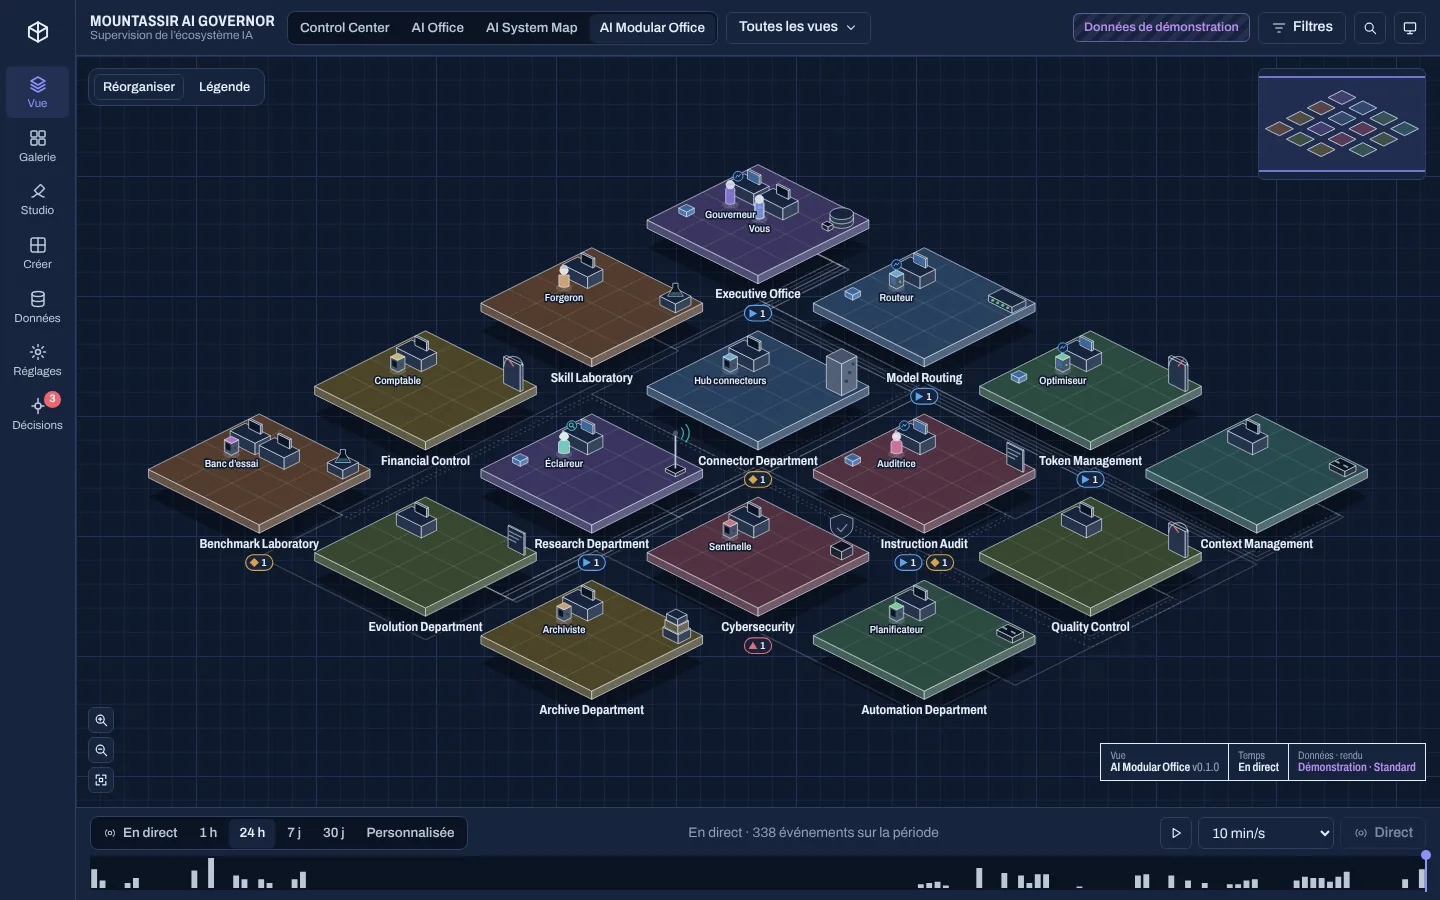 MOUNTASSIR AI GOVERNOR
Supervision de l'écosystème IA
Control Center
AI Office
AI System Map
AI Modular Office
Toutes les vues
Données de démonstration
Filtres
Vue
Galerie
Studio
Créer
Données
Réglages
3
Décisions
Réorganiser
Légende
Gouverneur
Vous
Executive Office
1
Forgeron
Skill Laboratory
Routeur
Model Routing
1
Comptable
Financial Control
Hub connecteurs
Connector Department
1
Optimiseur
Token Management
1
Banc d'essai
Benchmark Laboratory
1
Éclaireur
Research Department
1
Auditrice
Instruction Audit
1
1
Context Management
Evolution Department
Sentinelle
Cybersecurity
1
Quality Control
Archiviste
Archive Department
Planificateur
Automation Department
Vue
AI Modular Office v0.1.0
Temps
En direct
Données · rendu
Démonstration · Standard
En direct
1 h
24 h
7 j
30 j
Personnalisée
En direct · 338 événements sur la période
10 min/s
Direct